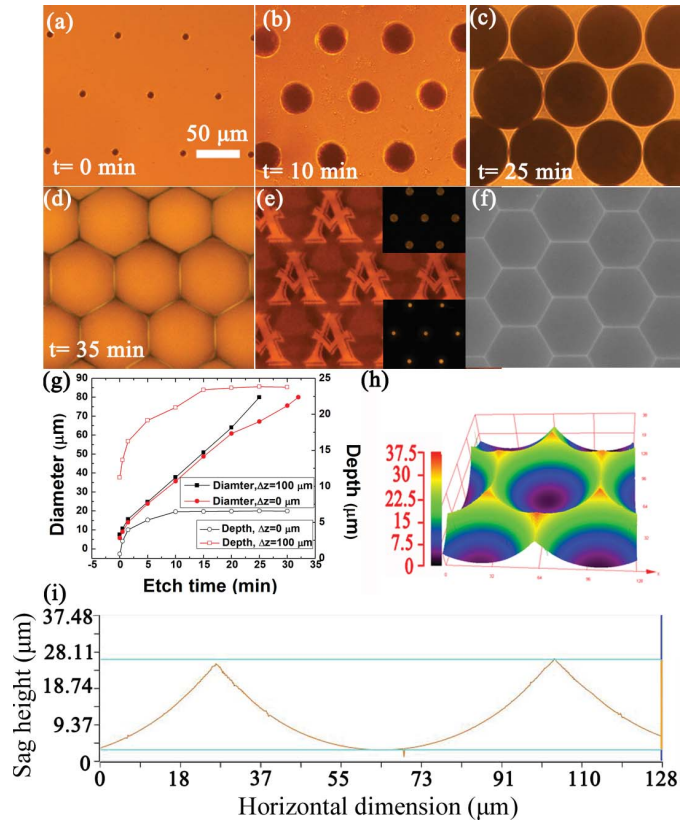 (a)
t= 0 min
50 μm
(b)
t= 10 min
(c)
t= 25 min
(d)
t= 35 min
(e)
A A
A A A
A A
(f)
(g)
90
80
70
60
50
40
30
20
10
0
Diameter (μm)
25
20
15
10
5
0
Depth (μm)
Diamter,Δz=100 μm
Diamter,Δz=0 μm
Depth, Δz=0 μm
Depth, Δz=100 μm
-5 0 5 10 15 20 25 30 35
Etch time (min)
(h)
37.5
30
22.5
15
7.5
0
(i)
37.48
28.11
18.74
9.37
0
Sag height (μm)
0 18 37 55 73 91 110 128
Horizontal dimension (μm)